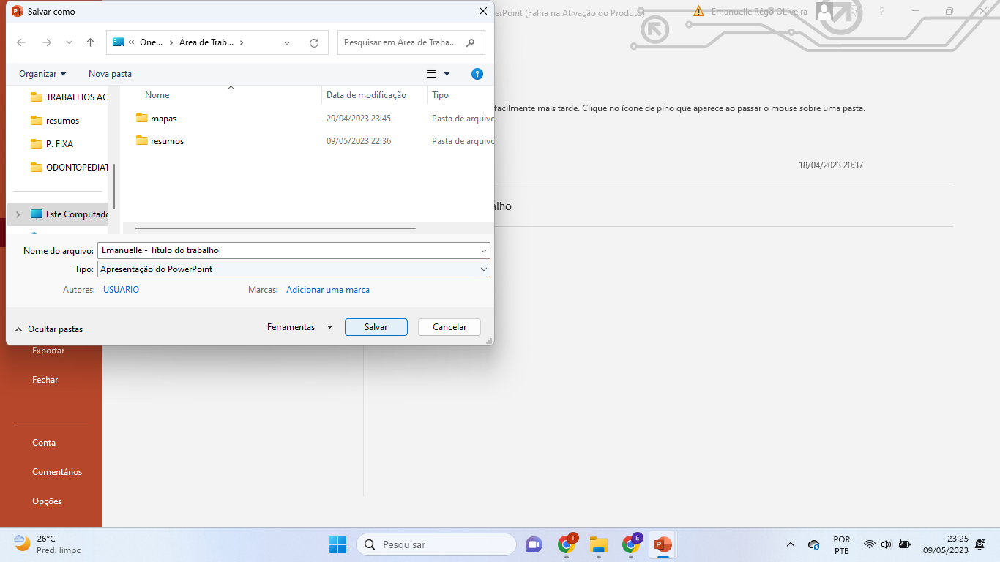 Salvar como
PowerPoint (Falha na Ativação do Produto)
Emanuelle Rêgo OLiveira
?
« One... > Área de Trab... >
Pesquisar em Área de Traba...
Organizar
Nova pasta
?
Nome
Data de modificação
Tipo
TRABALHOS AC
resumos
P. FIXA
ODONTOPEDIAT
Este Computado
mapas
29/04/2023 23:45
Pasta de arquivo
resumos
09/05/2023 22:36
Pasta de arquivo
facilmente mais tarde. Clique no ícone de pino que aparece ao passar o mouse sobre uma pasta.
18/04/2023 20:37
alho
Nome do arquivo: Emanuelle - Título do trabalho
Tipo: Apresentação do PowerPoint
Autores: USUARIO
Marcas: Adicionar uma marca
Ocultar pastas
Ferramentas
Salvar
Cancelar
Exportar
Fechar
Conta
Comentários
Opções
26°C
Pred. limpo
Pesquisar
T
E
POR
PTB
23:25
09/05/2023